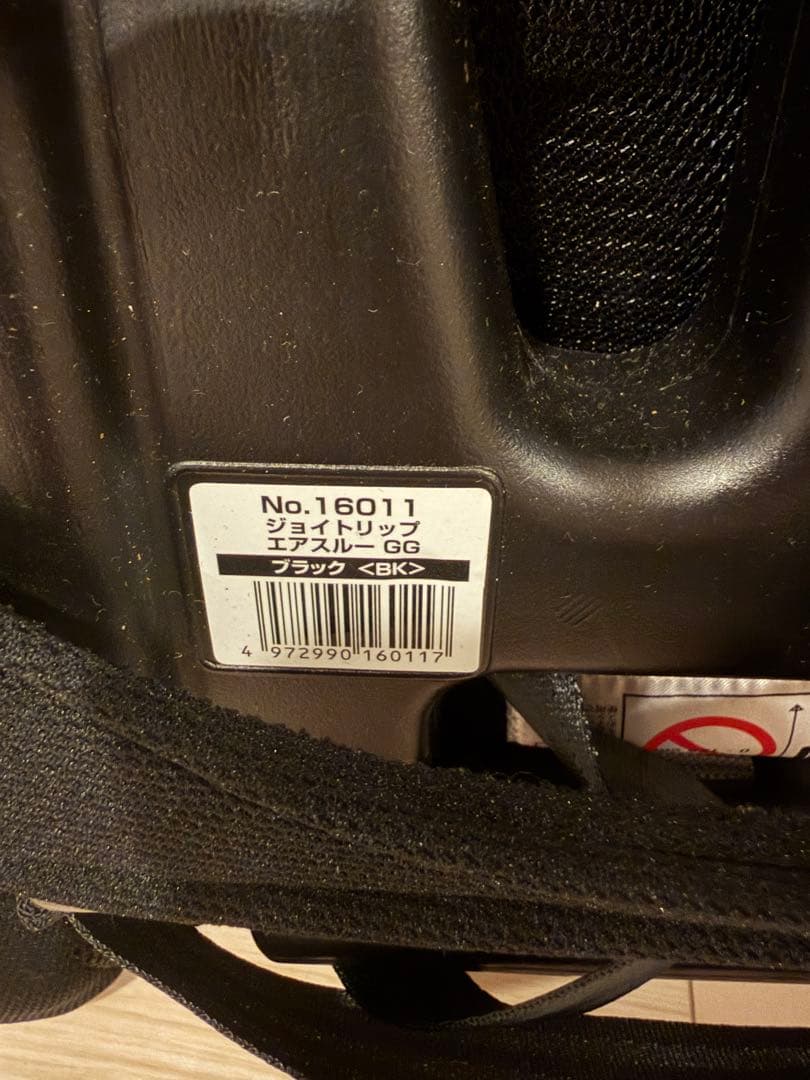 No.16011
ジョイトリップ
エアスルー GG
ブラック <BK>
4 972990 160117